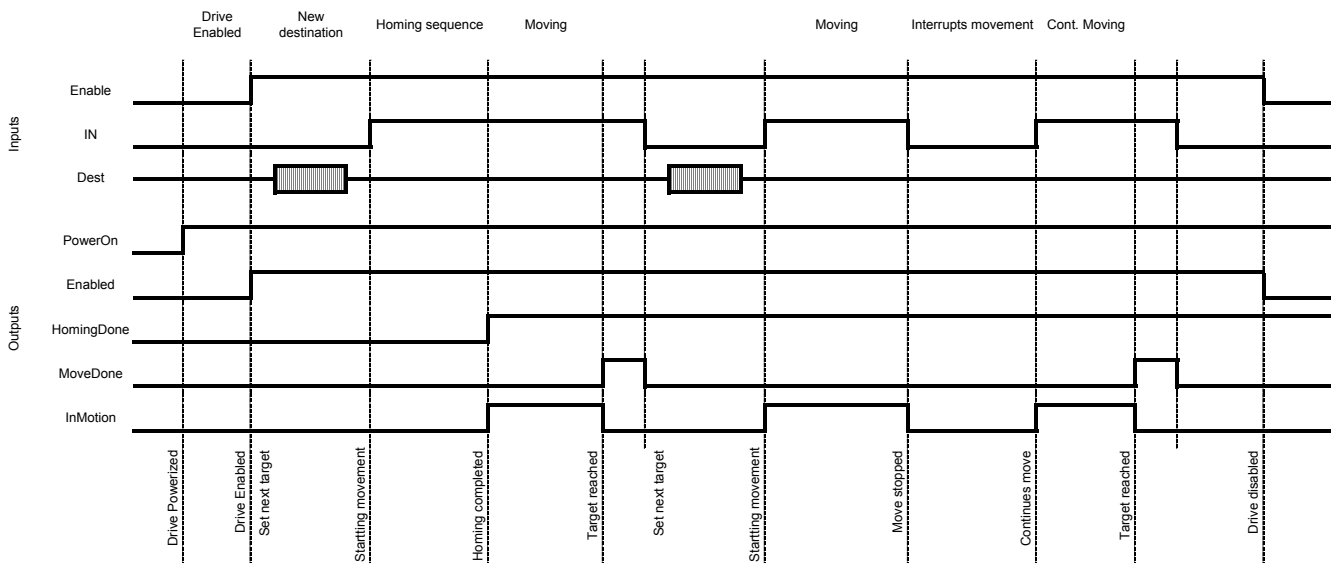 Drive
Enabled
New
destination
Homing sequence
Moving
Moving
Interrupts movement
Cont. Moving
Inputs
Enable
IN
Dest
Outputs
PowerOn
Enabled
HomingDone
MoveDone
InMotion
Drive Powerized
Drive Enabled
Set next target
Startting movement
Homing completed
Target reached
Set next target
Startting movement
Move stopped
Continues move
Target reached
Drive disabled